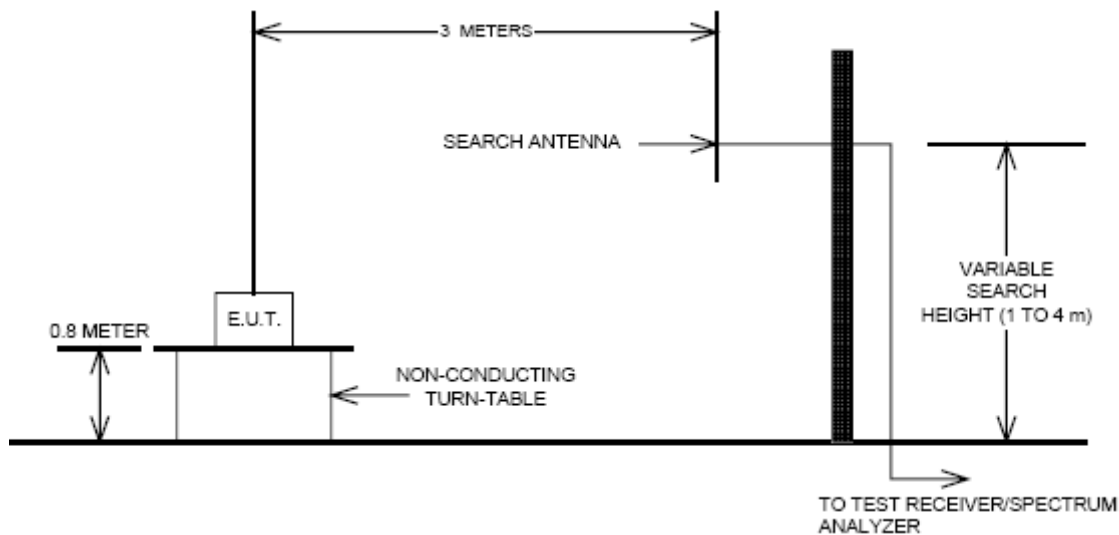 3 METERS
SEARCH ANTENNA
VARIABLE
SEARCH
HEIGHT (1 TO 4 m)
E.U.T.
0.8 METER
NON-CONDUCTING
TURN-TABLE
TO TEST RECEIVER/SPECTRUM
ANALYZER